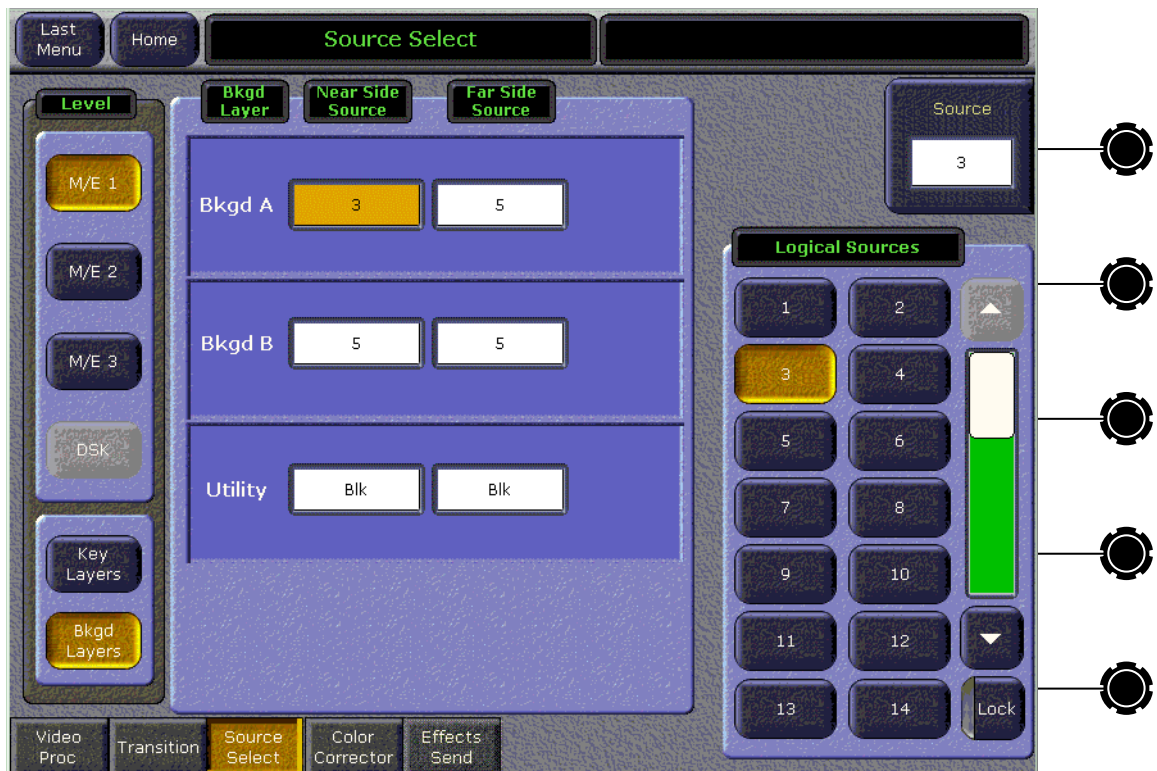 Last
Menu
Home
Source Select
Level
Bkgd
Layer
Near Side
Source
Far Side
Source
Source
3
M/E 1
M/E 2
M/E 3
DSK
Key
Layers
Bkgd
Layers
Bkgd A
3
5
Bkgd B
5
5
Utility
Blk
Blk
Logical Sources
1
2
3
4
5
6
7
8
9
10
11
12
13
14
Lock
Video
Proc
Transition
Source
Select
Color
Corrector
Effects
Send